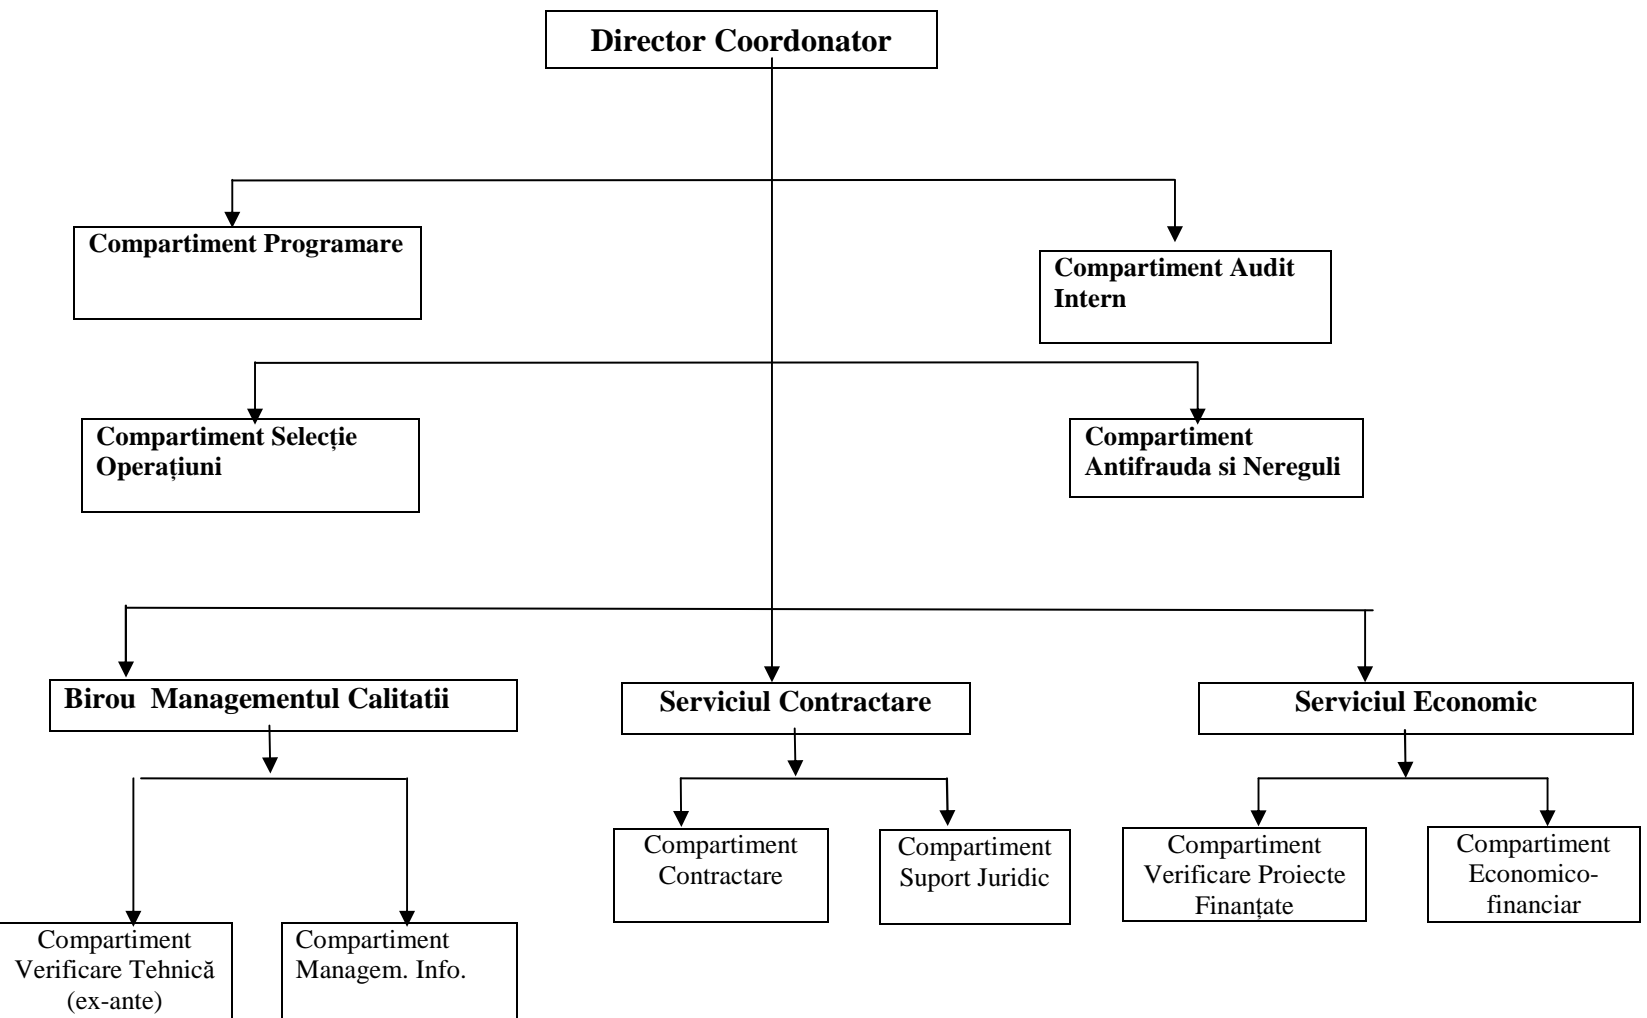 Director Coordonator
Compartiment Programare
Compartiment Audit
Intern
Compartiment Selecție
Operațiuni
Compartiment
Antifrauda si Nereguli
Birou Managementul Calitatii
Serviciul Contractare
Serviciul Economic
Compartiment
Contractare
Compartiment
Suport Juridic
Compartiment
Verificare Proiecte
Finanțate
Compartiment
Economico-
financiar
Compartiment
Verificare Tehnică
(ex-ante)
Compartiment
Managem. Info.